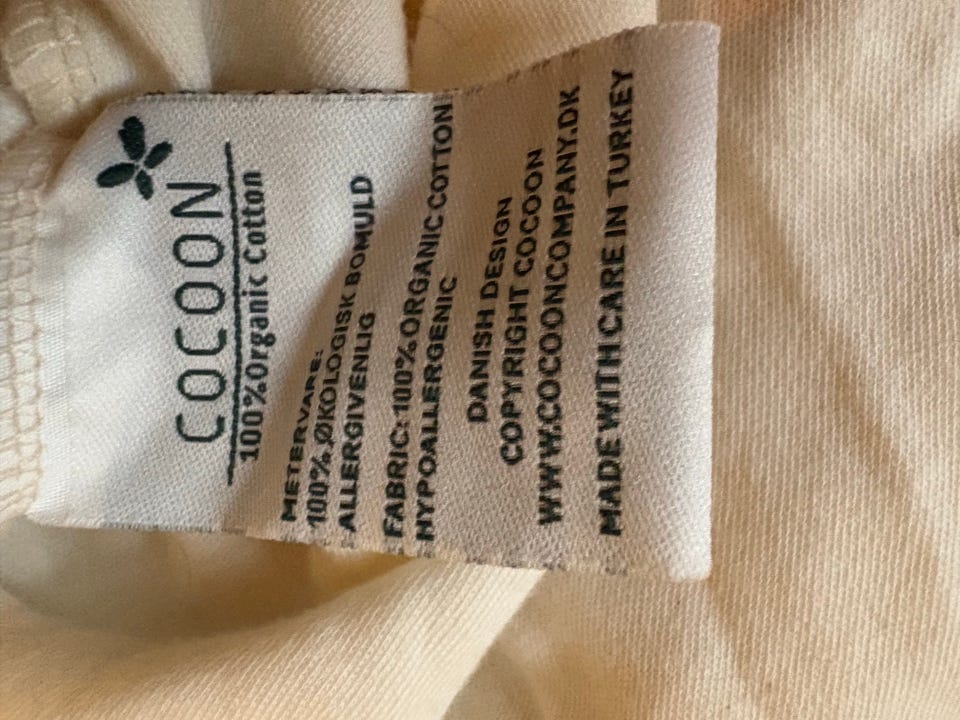 COCOON
100% Organic Cotton
METERVARE:
100% ØKOLOGISK BOMULD
ALLERGIVENLIG
FABRIC: 100% ORGANIC COTTON
HYPOALLERGENIC
DANISH DESIGN
COPYRIGHT COCOON
WWW.COCOONCOMPANY.DK
MADE WITH CARE IN TURKEY